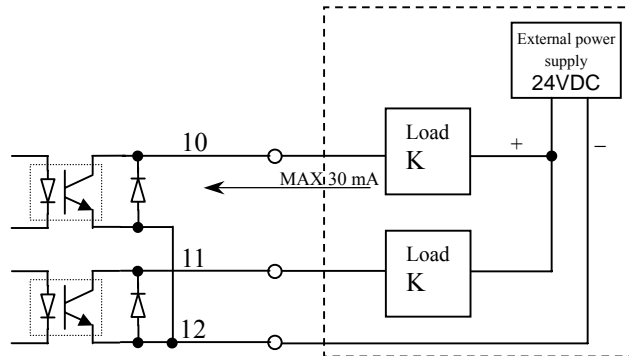 External power
supply
24VDC
10
Load
K
+
−
MAX 30 mA
11
Load
K
12